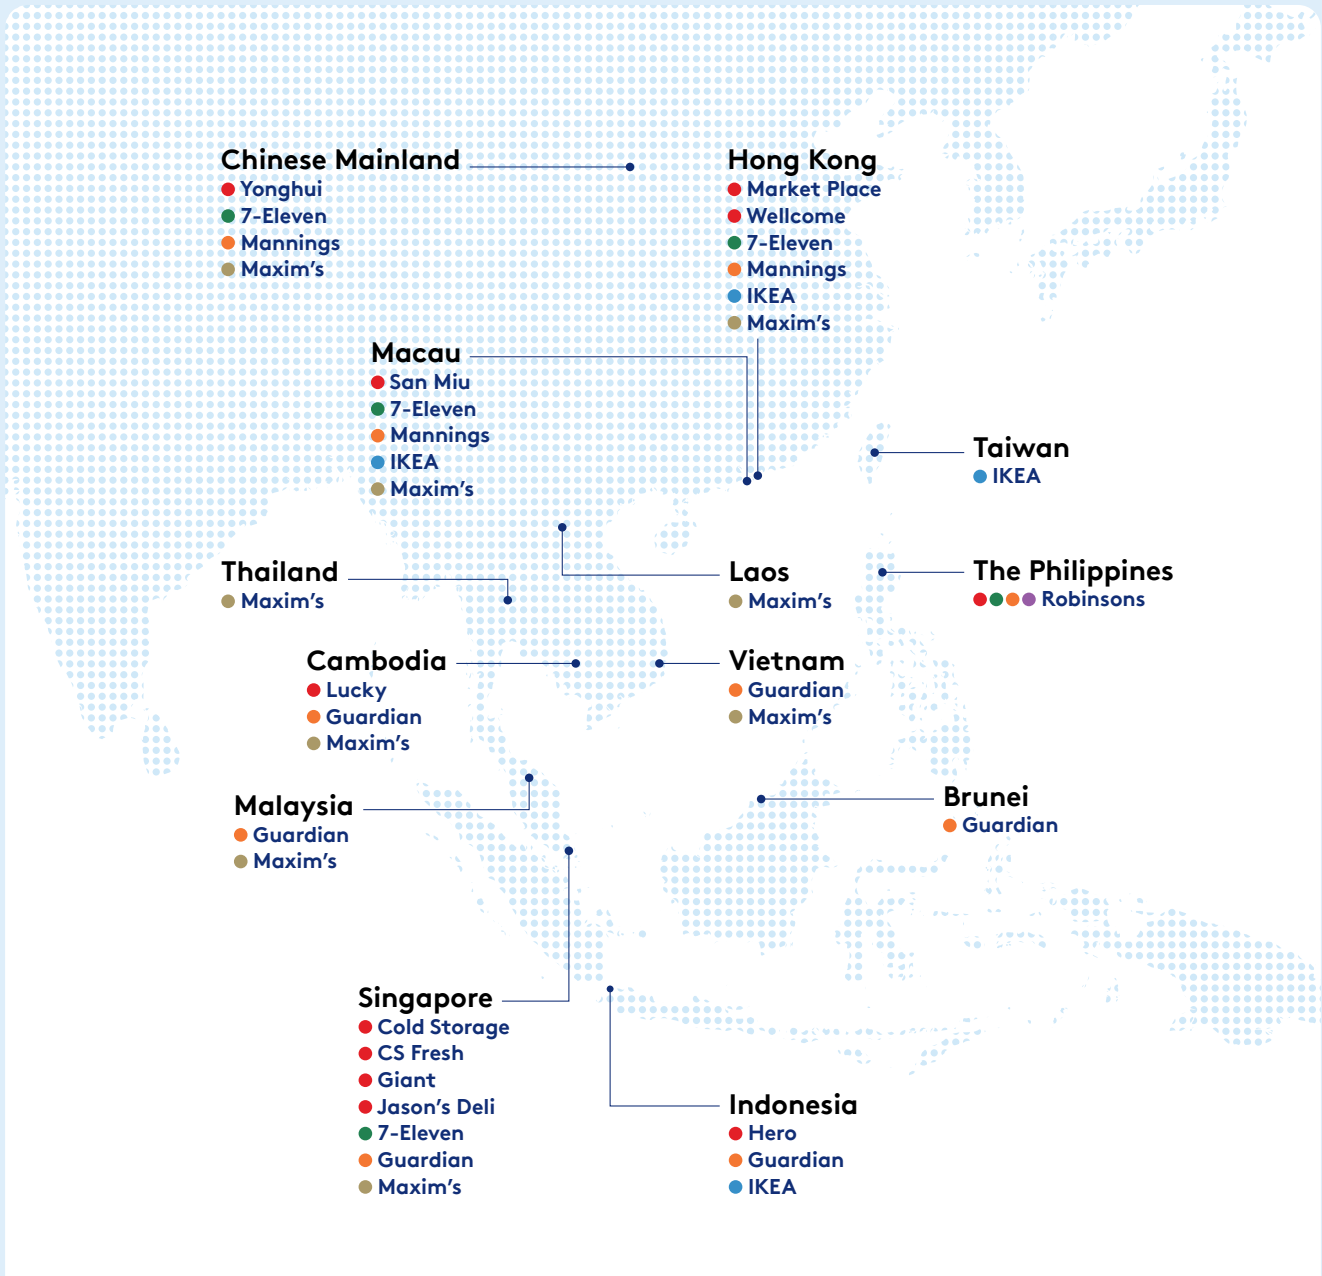 Chinese Mainland
Yonghui
7-Eleven
Mannings
Maxim's
Hong Kong
Market Place
Wellcome
7-Eleven
Mannings
IKEA
Maxim's
Macau
San Miu
7-Eleven
Mannings
IKEA
Maxim's
Taiwan
IKEA
Thailand
Maxim's
Laos
Maxim's
The Philippines
Robinsons
Cambodia
Lucky
Guardian
Maxim's
Vietnam
Guardian
Maxim's
Malaysia
Guardian
Maxim's
Brunei
Guardian
Singapore
Cold Storage
CS Fresh
Giant
Jason's Deli
7-Eleven
Guardian
Maxim's
Indonesia
Hero
Guardian
IKEA